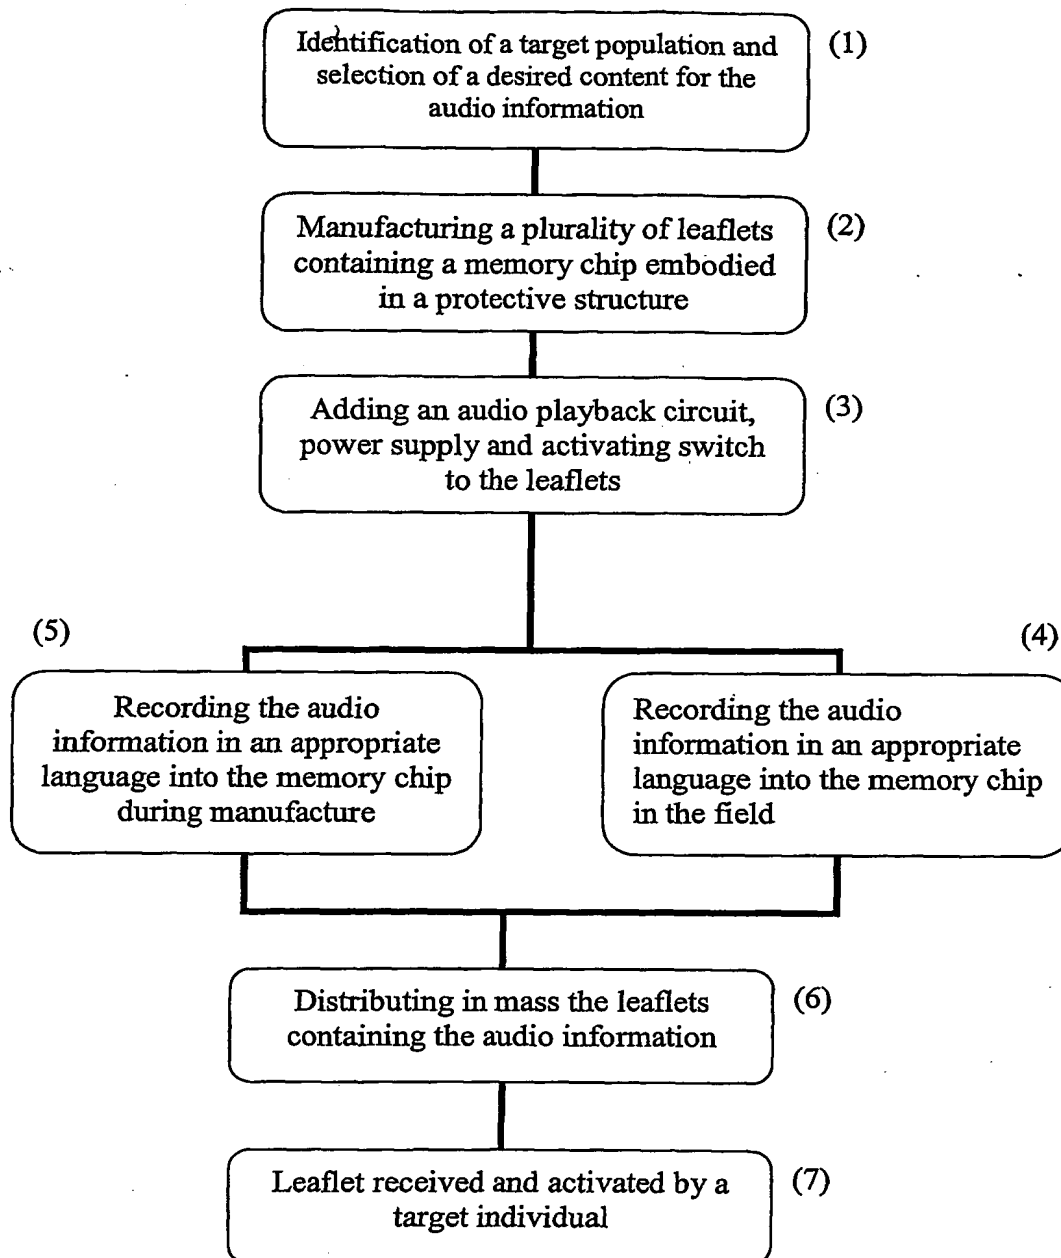 Identification of a target population and
selection of a desired content for the
audio information
(1)
Manufacturing a plurality of leaflets
containing a memory chip embodied
in a protective structure
(2)
Adding an audio playback circuit,
power supply and activating switch
to the leaflets
(3)
(5)
Recording the audio
information in an appropriate
language into the memory chip
during manufacture
(4)
Recording the audio
information in an appropriate
language into the memory chip
in the field
Distributing in mass the leaflets
containing the audio information
(6)
Leaflet received and activated by a
target individual
(7)